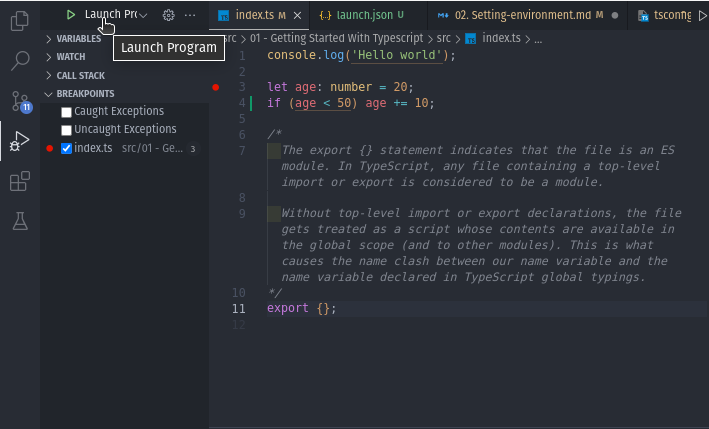 Launch Pro
index.ts M
launch.json U
02. Setting-environment.md M
tsconfig
Launch Program
src > 01 - Getting Started With Typescript > src > index.ts > ...
VARIABLES
WATCH
CALL STACK
BREAKPOINTS
Caught Exceptions
Uncaught Exceptions
index.ts src/01 - Ge... 3
11
1 console.log('Hello world');
2
3 let age: number = 20;
4 if (age < 50) age += 10;
5
6 /*
7 The export {} statement indicates that the file is an ES
module. In TypeScript, any file containing a top-level
import or export is considered to be a module.
8
9 Without top-level import or export declarations, the file
gets treated as a script whose contents are available in
the global scope (and to other modules). This is what
causes the name clash between our name variable and the
name variable declared in TypeScript global typings.
10 */
11 export {};
12